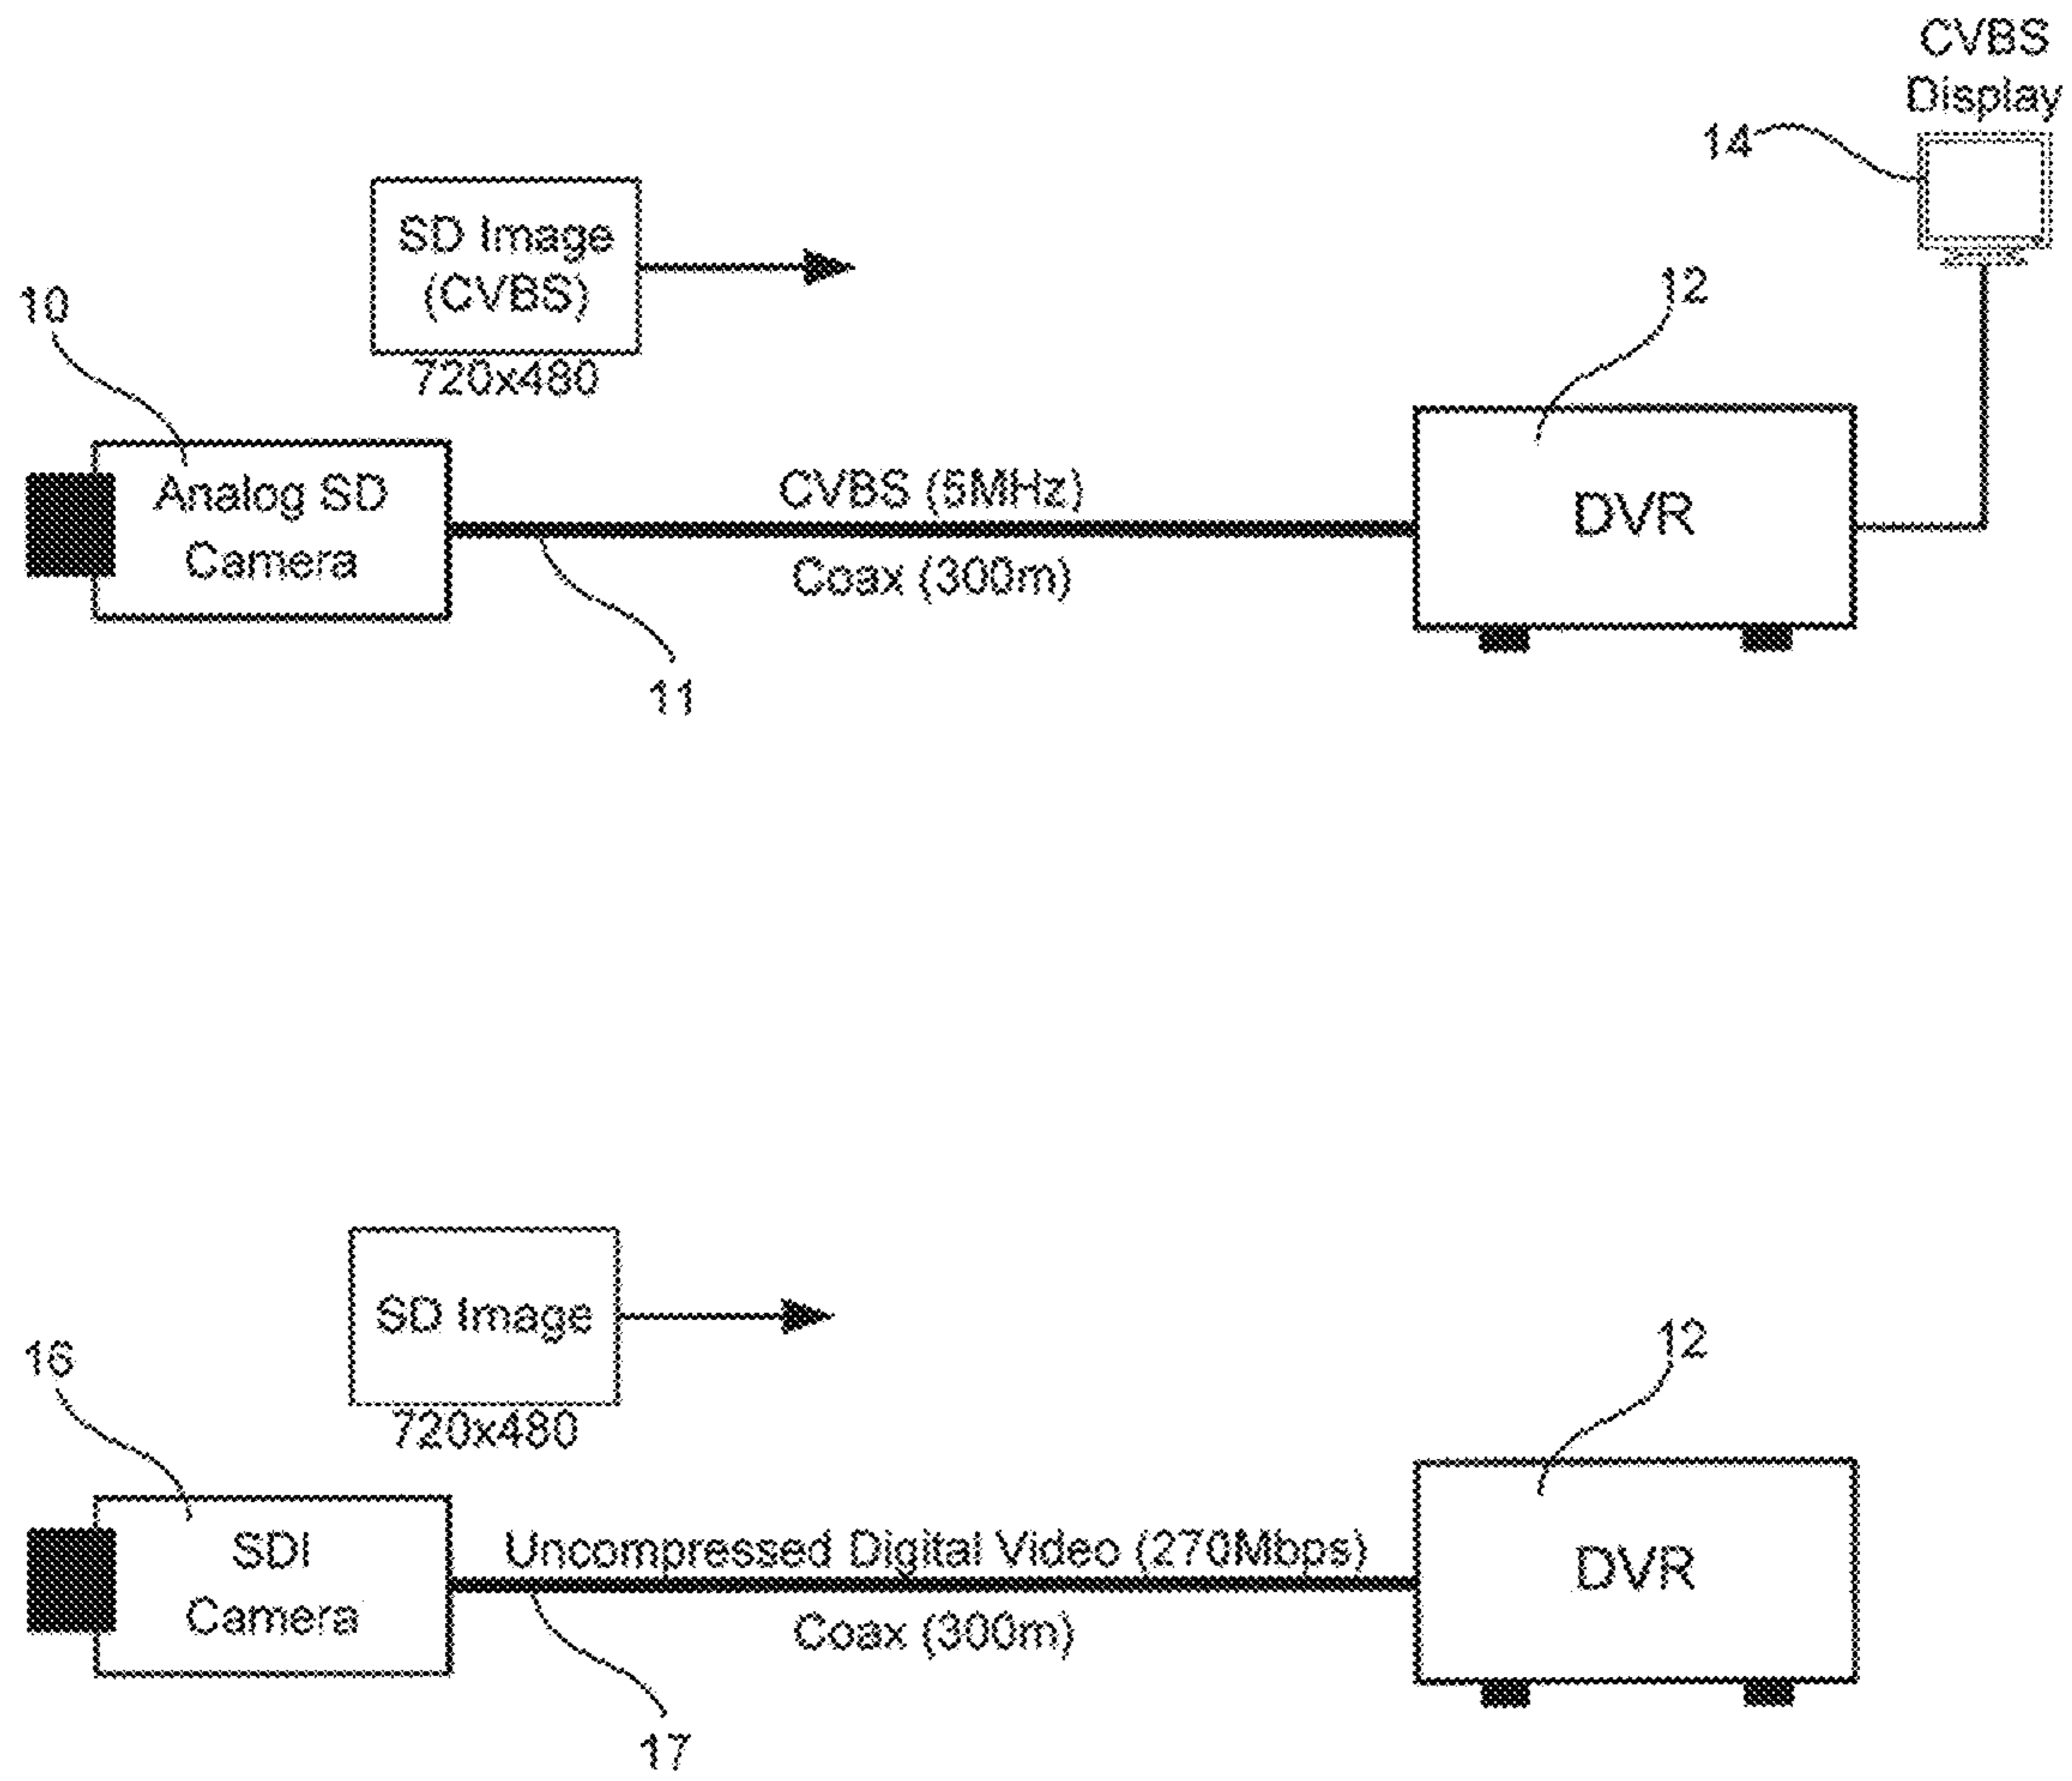 CVBS
Display
14
SD Image
(CVBS)
720x480
10
12
Analog SD
Camera
CVBS (6MHz)
Coax (300m)
DVR
11
SD Image
720x480
16
12
SDI
Camera
Uncompressed Digital Video (270Mbps)
Coax (300m)
DVR
17